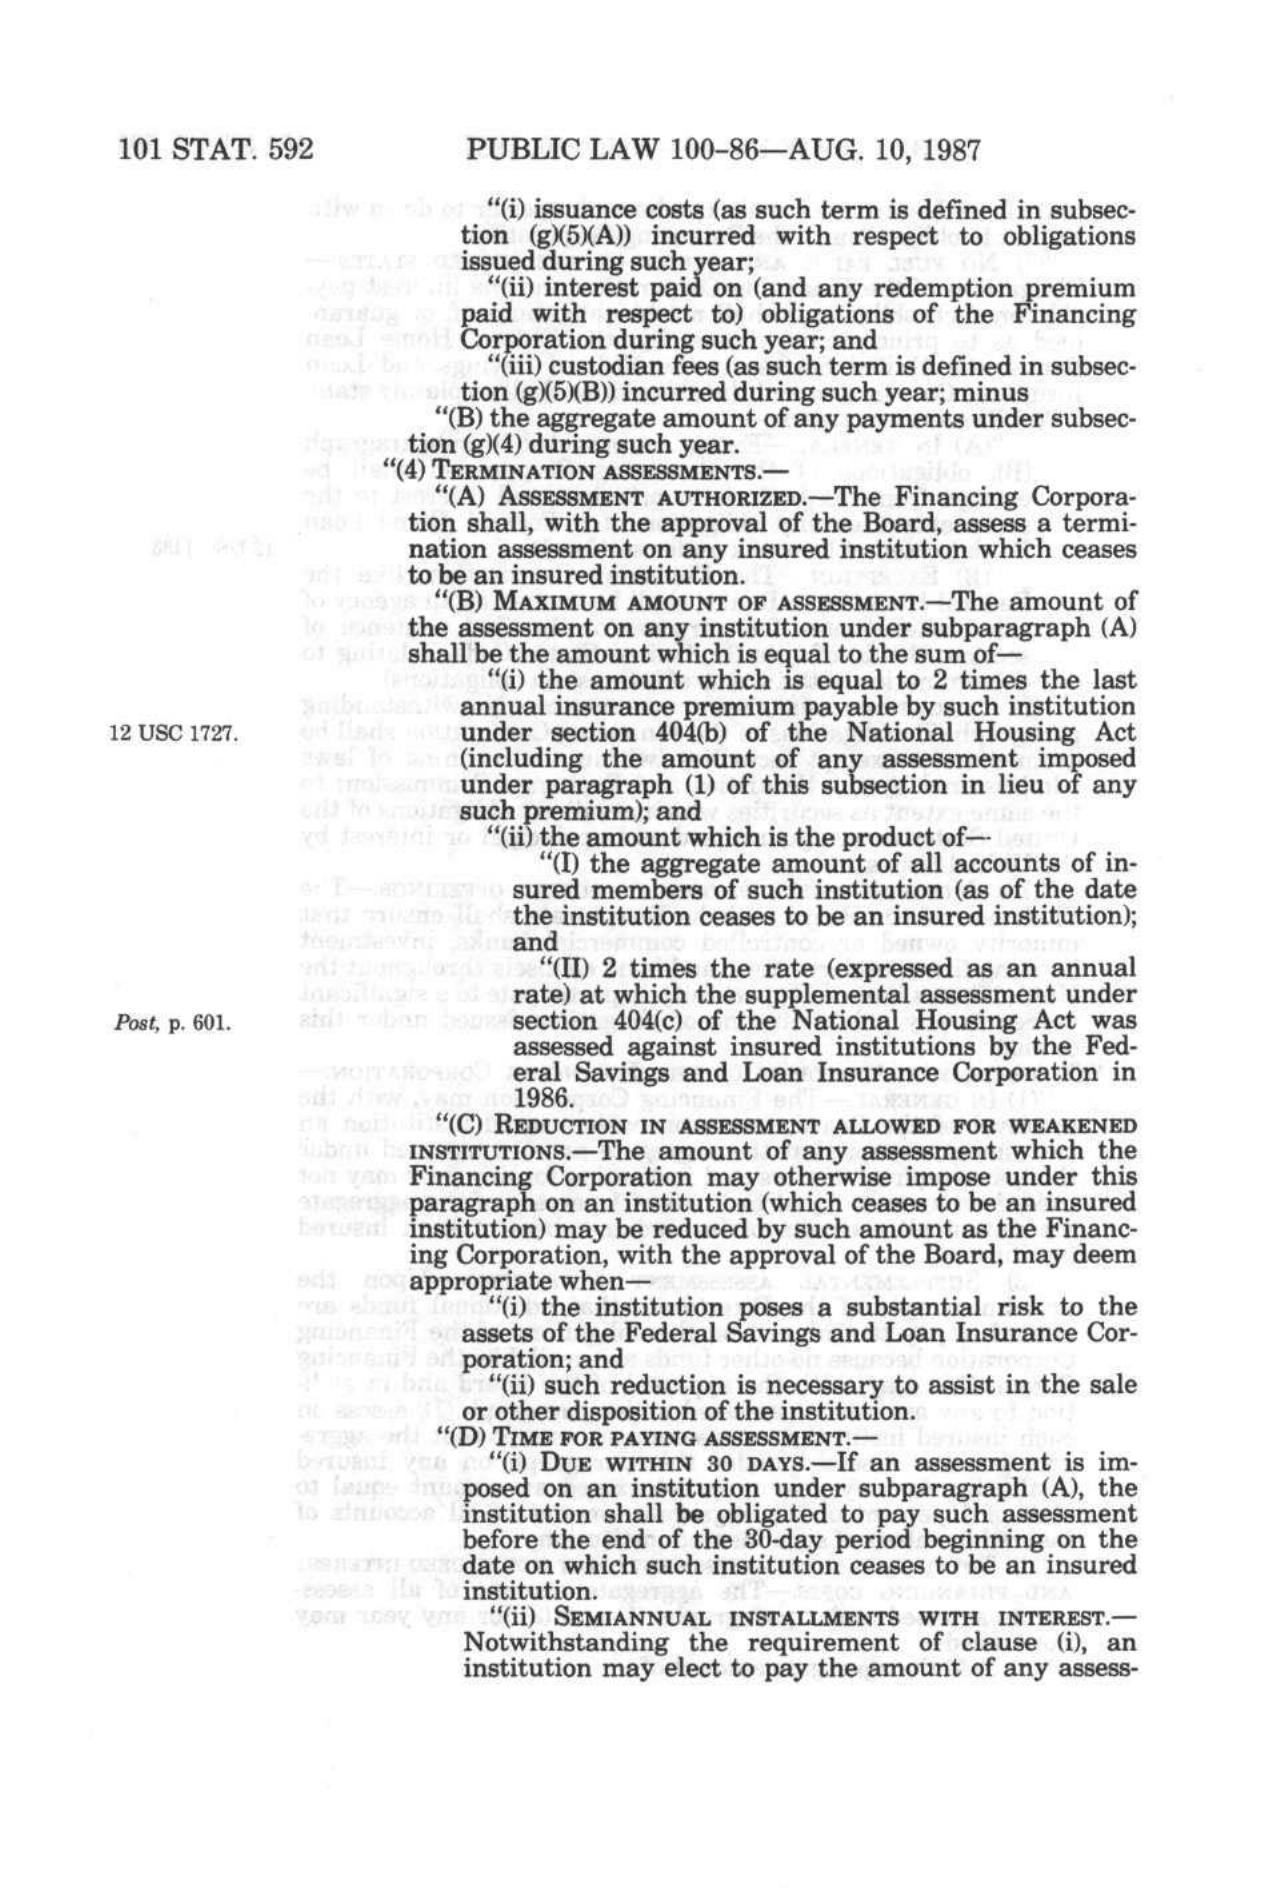 101 STAT. 592 PUBLIC LAW 100-86—AUG. 10, 1987
“(i) issuance costs (as such term is defined in subsec-
tion (g)(5)(A)) incurred with respect to obligations
issued during such year;
“(ii) interest paid on (and any redemption premium
paid with respect to) obligations of the Financing
Corporation during such year; and
“(iii) custodian fees (as such term is defined in subsec-
tion (g)(5)(B)) incurred during such year; minus
“(B) the aggregate amount of any payments under subsec-
tion (g)(4) during such year.
“(4) TERMINATION ASSESSMENTS.—
“(A) ASSESSMENT AUTHORIZED.—The Financing Corpora-
tion shall, with the approval of the Board, assess a termi-
nation assessment on any insured institution which ceases
to be an insured institution.
“(B) MAXIMUM AMOUNT OF ASSESSMENT.—The amount of
the assessment on any institution under subparagraph (A)
shall be the amount which is equal to the sum of—
“(i) the amount which is equal to 2 times the last
annual insurance premium payable by such institution
12 USC 1727. under section 404(b) of the National Housing Act
(including the amount of any assessment imposed
under paragraph (1) of this subsection in lieu of any
such premium); and
“(ii) the amount which is the product of—
“(I) the aggregate amount of all accounts of in-
sured members of such institution (as of the date
the institution ceases to be an insured institution);
and
“(II) 2 times the rate (expressed as an annual
rate) at which the supplemental assessment under
Post, p. 601. section 404(c) of the National Housing Act was
assessed against insured institutions by the Fed-
eral Savings and Loan Insurance Corporation in
1986.
“(C) REDUCTION IN ASSESSMENT ALLOWED FOR WEAKENED
INSTITUTIONS.—The amount of any assessment which the
Financing Corporation may otherwise impose under this
paragraph on an institution (which ceases to be an insured
institution) may be reduced by such amount as the Financ-
ing Corporation, with the approval of the Board, may deem
appropriate when—
“(i) the institution poses a substantial risk to the
assets of the Federal Savings and Loan Insurance Cor-
poration; and
“(ii) such reduction is necessary to assist in the sale
or other disposition of the institution.
“(D) TIME FOR PAYING ASSESSMENT.—
“(i) DUE WITHIN 30 DAYS.—If an assessment is im-
posed on an institution under subparagraph (A), the
institution shall be obligated to pay such assessment
before the end of the 30-day period beginning on the
date on which such institution ceases to be an insured
institution.
“(ii) SEMIANNUAL INSTALLMENTS WITH INTEREST.—
Notwithstanding the requirement of clause (i), an
institution may elect to pay the amount of any assess-